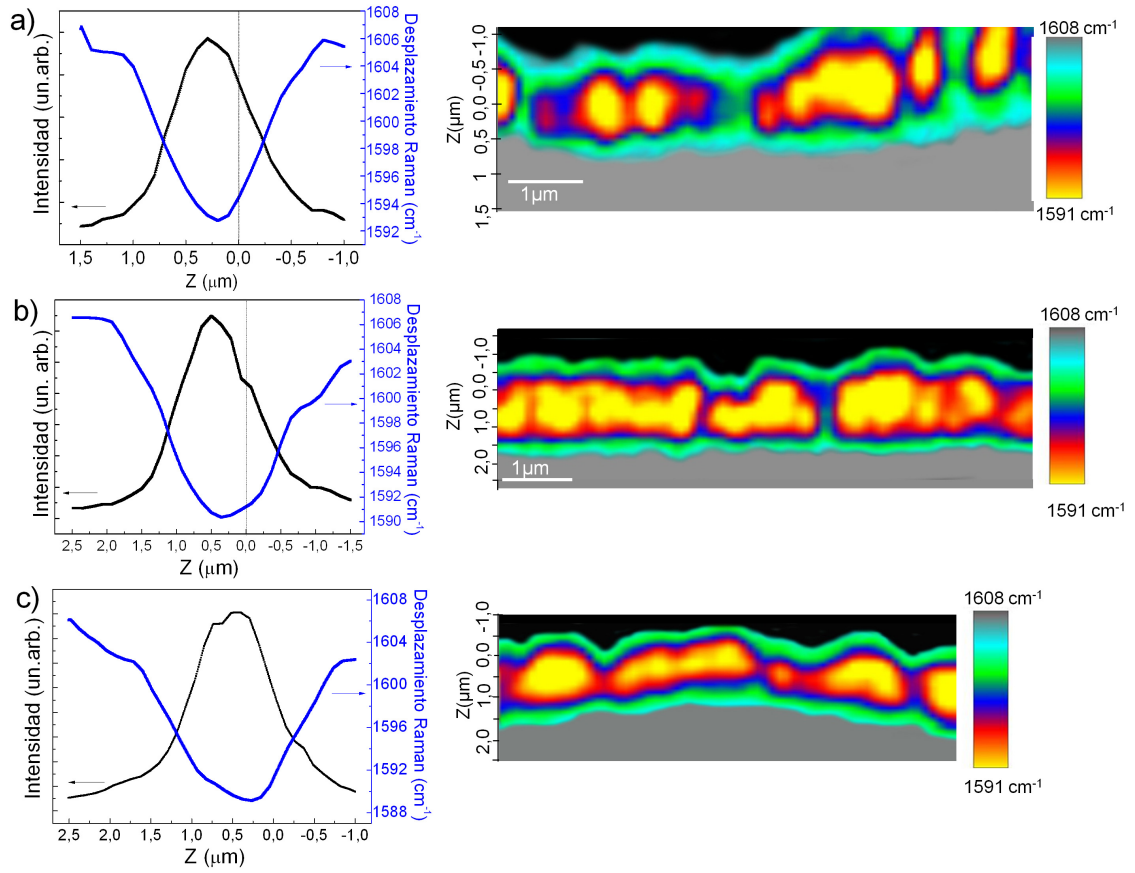 a)
Intensidad (un.arb.)
1608
1606
1604
1602
1600
1598
1596
1594
1592
Desplazamiento Raman (cm-1)
1,5 1,0 0,5 0,0 -0,5 -1,0
Z (μm)
Z(μm)
-1,0
-0,5
0,0
0,5
1
1,5
1μm
1608 cm-1
1591 cm-1
b)
Intensidad (un. arb.)
1608
1606
1604
1602
1600
1598
1596
1594
1592
1590
Desplazamiento Raman (cm-1)
2,5 2,0 1,5 1,0 0,5 0,0 -0,5 -1,0 -1,5
Z (μm)
Z(μm)
-1,0
0,0
1,0
2,0
1μm
1608 cm-1
1591 cm-1
c)
Intensidad (un.arb.)
1608
1604
1600
1596
1592
1588
Desplazamiento Raman (cm-1)
2,5 2,0 1,5 1,0 0,5 0,0 -0,5 -1,0
Z (μm)
Z(μm)
-1,0
0,0
1,0
2,0
1608 cm-1
1591 cm-1